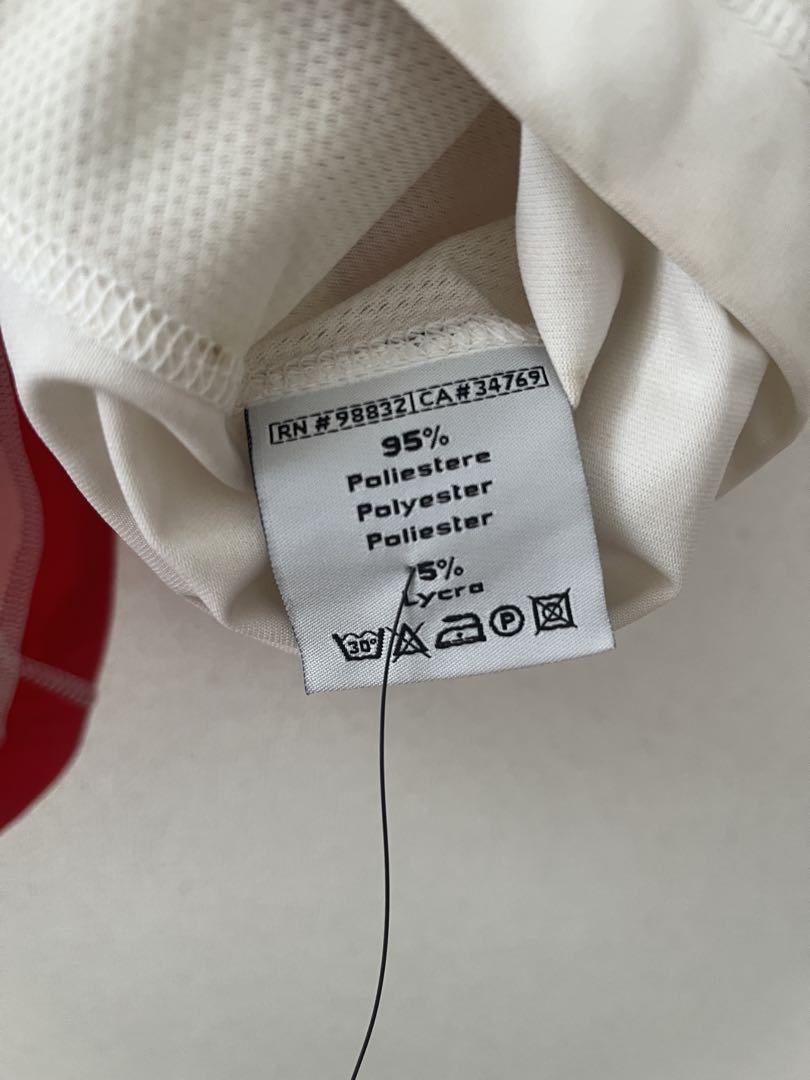 RN #98832 CA#34769
95%
Poliestere
Polyester
Poliester
5%
Lycra
30° P